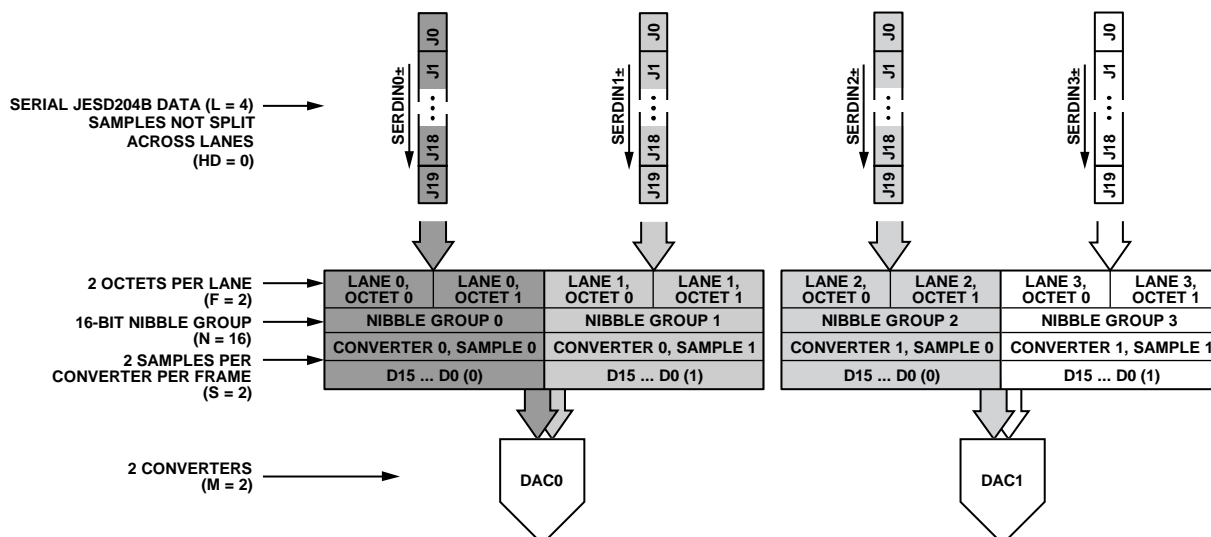 SERIAL JESD204B DATA (L = 4)
SAMPLES NOT SPLIT
ACROSS LANES
(HD = 0)
SERDIN0±
J0
J1
...
J18
J19
SERDIN1±
J0
J1
...
J18
J19
SERDIN2±
J0
J1
...
J18
J19
SERDIN3±
J0
J1
...
J18
J19
2 OCTETS PER LANE
(F = 2)
LANE 0,
OCTET 0
LANE 0,
OCTET 1
LANE 1,
OCTET 0
LANE 1,
OCTET 1
LANE 2,
OCTET 0
LANE 2,
OCTET 1
LANE 3,
OCTET 0
LANE 3,
OCTET 1
16-BIT NIBBLE GROUP
(N = 16)
NIBBLE GROUP 0
NIBBLE GROUP 1
NIBBLE GROUP 2
NIBBLE GROUP 3
2 SAMPLES PER
CONVERTER PER FRAME
(S = 2)
CONVERTER 0, SAMPLE 0
CONVERTER 0, SAMPLE 1
CONVERTER 1, SAMPLE 0
CONVERTER 1, SAMPLE 1
D15 ... D0 (0)
D15 ... D0 (1)
D15 ... D0 (0)
D15 ... D0 (1)
2 CONVERTERS
(M = 2)
DAC0
DAC1